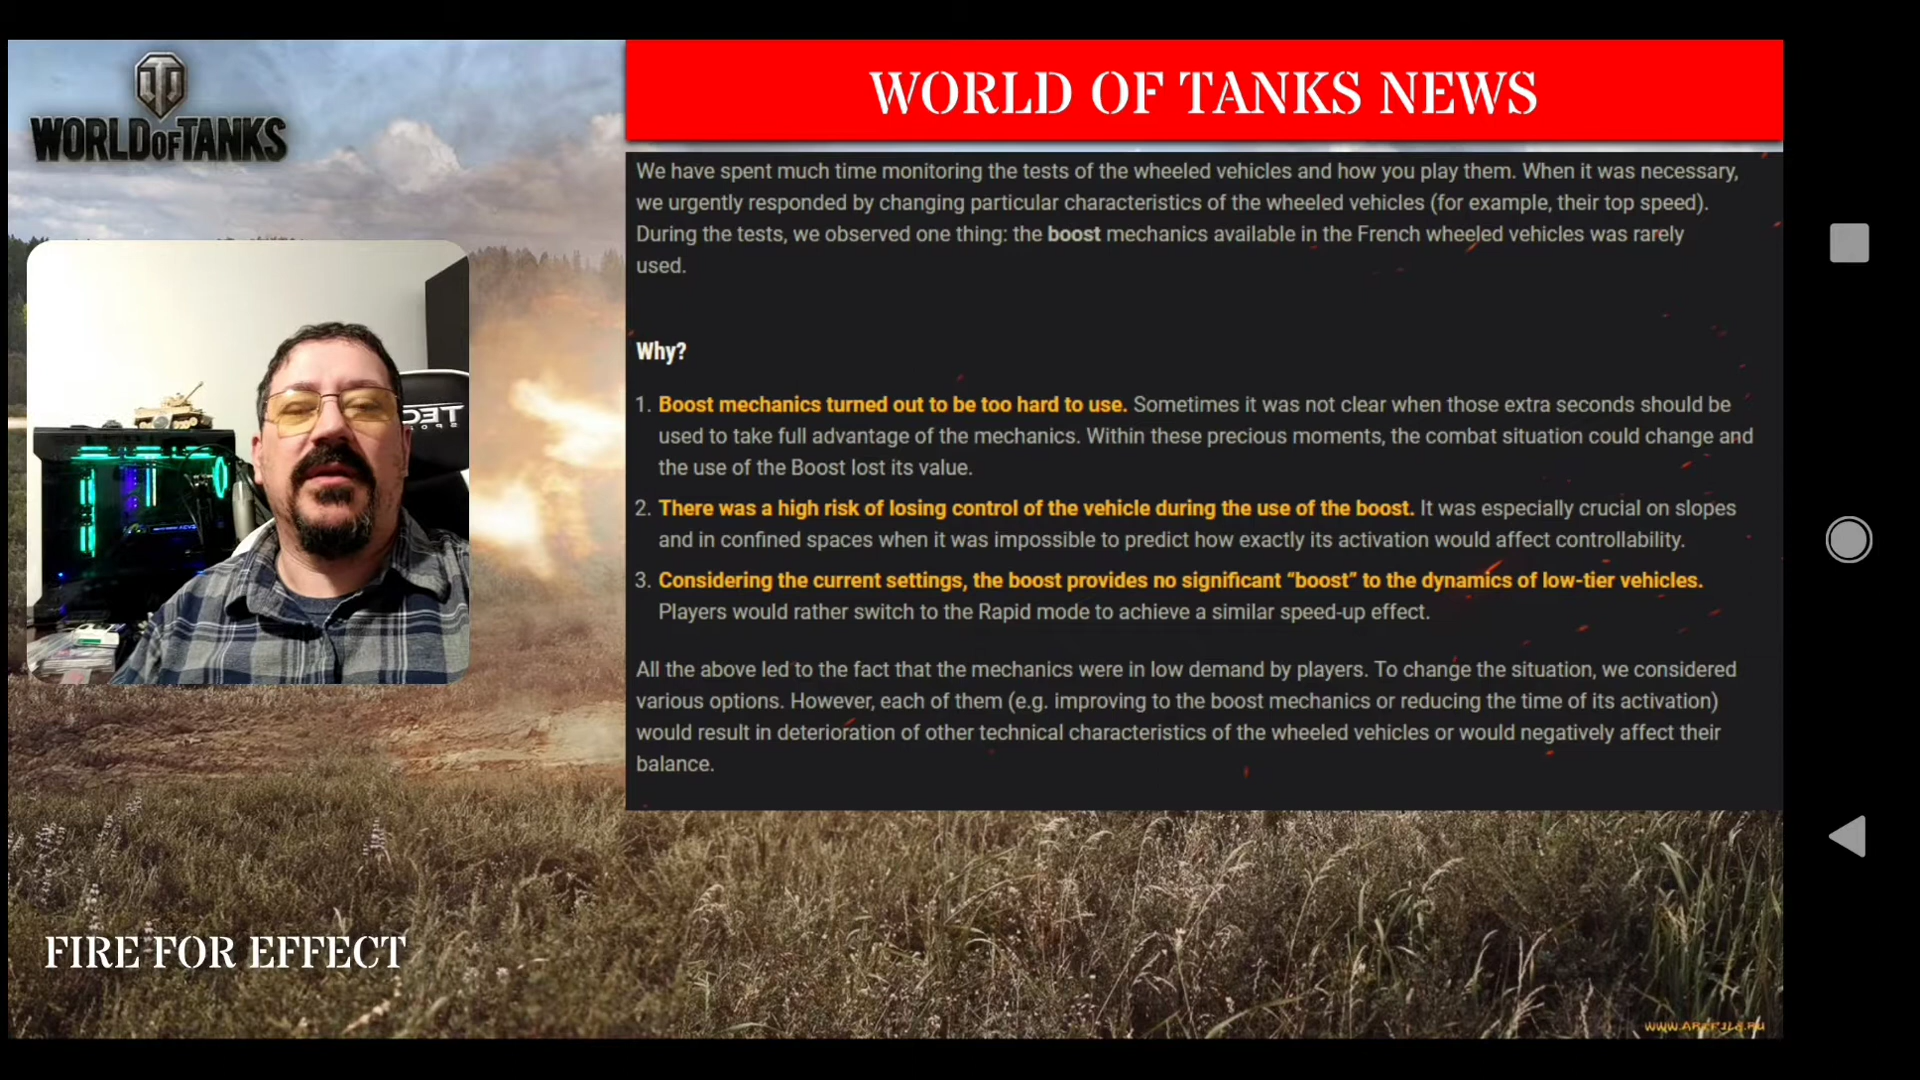 WORLD OF TANKS
WORLD OF TANKS NEWS
We have spent much time monitoring the tests of the wheeled vehicles and how you play them. When it was necessary,
we urgently responded by changing particular characteristics of the wheeled vehicles (for example, their top speed).
During the tests, we observed one thing: the boost mechanics available in the French wheeled vehicles was rarely
used.
Why?
1. Boost mechanics turned out to be too hard to use. Sometimes it was not clear when those extra seconds should be
used to take full advantage of the mechanics. Within these precious moments, the combat situation could change and
the use of the Boost lost its value.
2. There was a high risk of losing control of the vehicle during the use of the boost. It was especially crucial on slopes
and in confined spaces when it was impossible to predict how exactly its activation would affect controllability.
3. Considering the current settings, the boost provides no significant “boost” to the dynamics of low-tier vehicles.
Players would rather switch to the Rapid mode to achieve a similar speed-up effect.
All the above led to the fact that the mechanics were in low demand by players. To change the situation, we considered
various options. However, each of them (e.g. improving to the boost mechanics or reducing the time of its activation)
would result in deterioration of other technical characteristics of the wheeled vehicles or would negatively affect their
balance.
FIRE FOR EFFECT